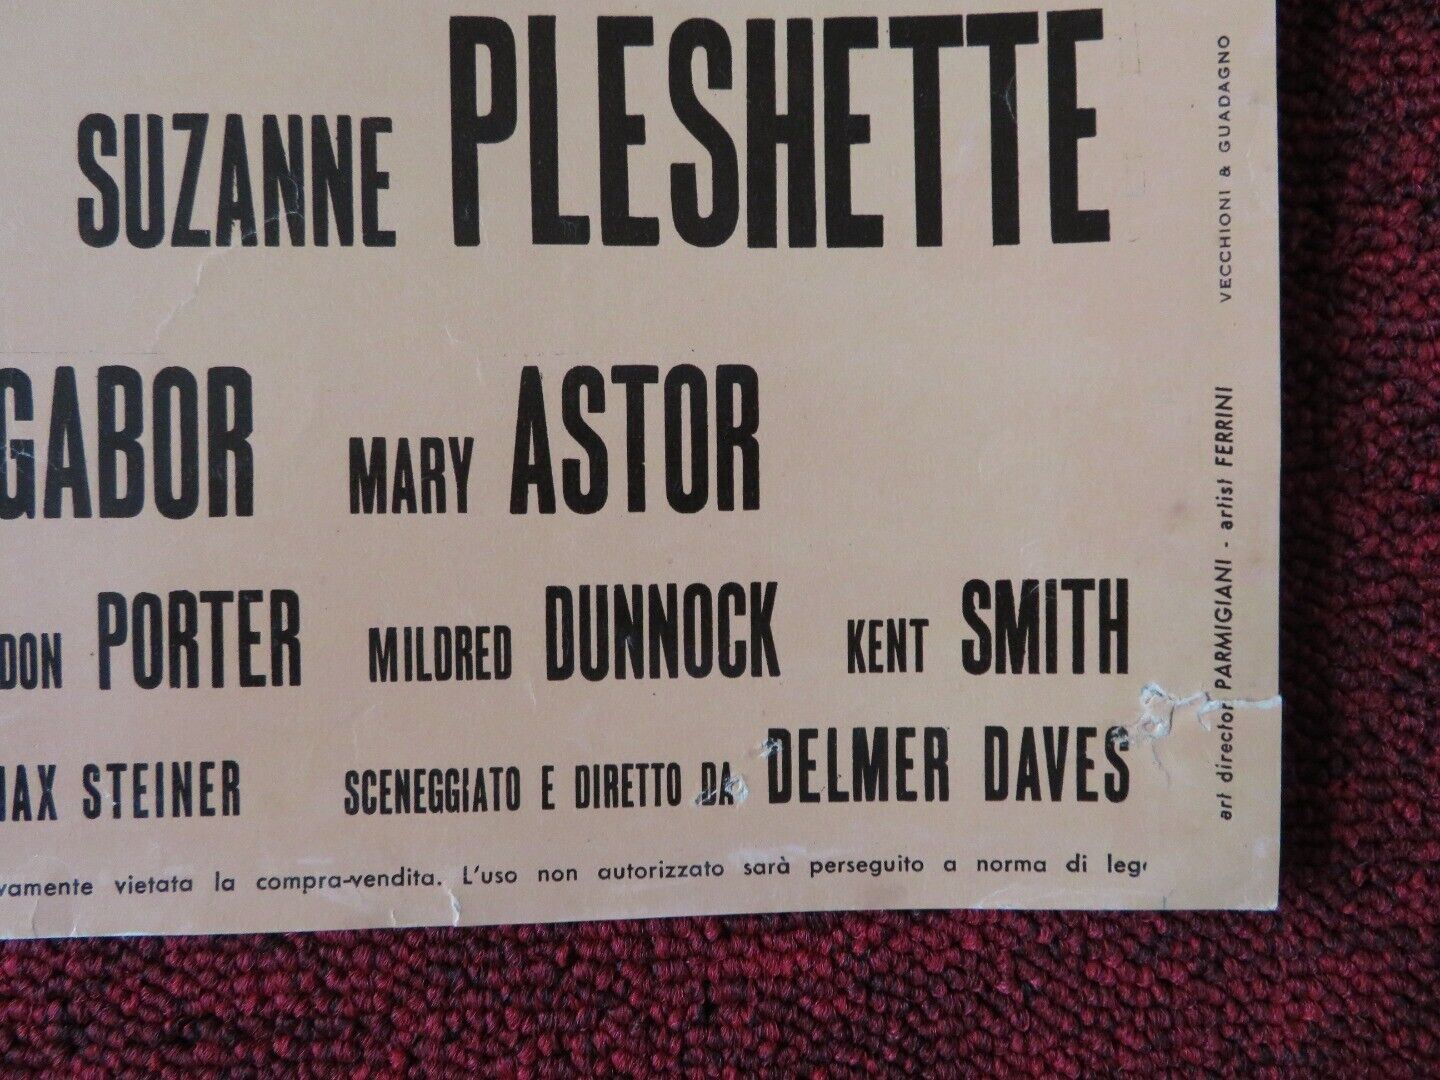 SUZANNE PLESHETTE
GABOR MARY ASTOR
DON PORTER MILDRED DUNNOCK KENT SMITH
MAX STEINER SCENEGGIATO E DIRETTO DA DELMER DAVES
vamente vietata la compra-vendita. L'uso non autorizzato sarà perseguito a norma di leg
art director PARMIGIANI - artist FERRINI VECCHIONI & GUADAGNO